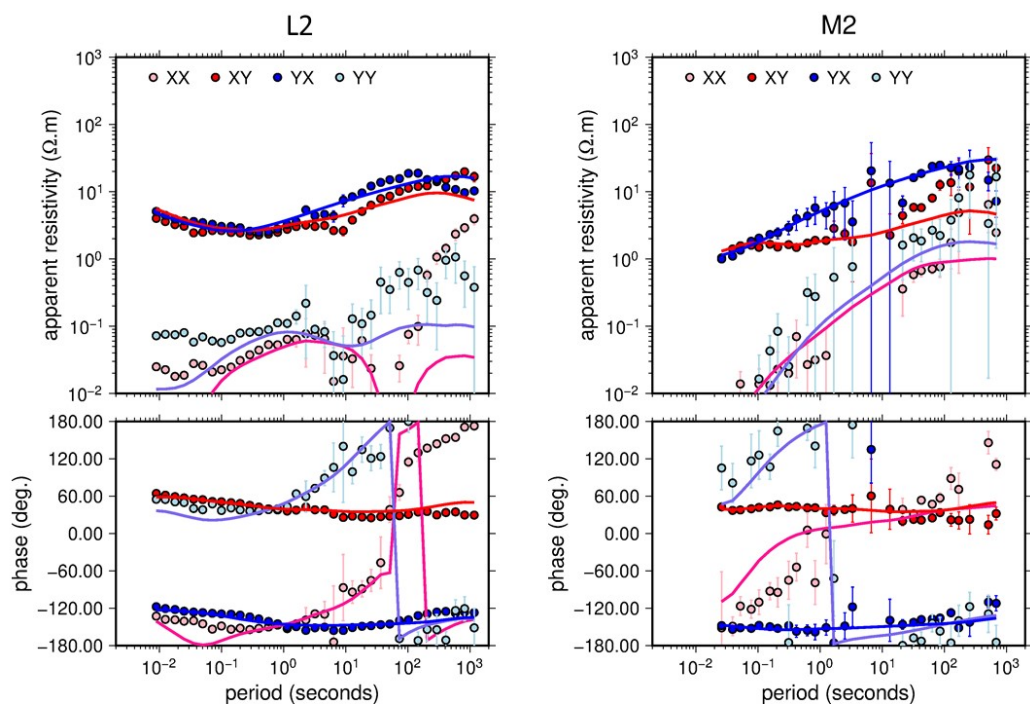 L2
M2
10³
XX XY YX YY
10²
10¹
10⁰
10⁻¹
10⁻²
apparent resistivity (Ω.m)
180.00
120.00
60.00
0.00
−60.00
−120.00
−180.00
phase (deg.)
10⁻² 10⁻¹ 10⁰ 10¹ 10² 10³
period (seconds)
10³
XX XY YX YY
10²
10¹
10⁰
10⁻¹
10⁻²
apparent resistivity (Ω.m)
180.00
120.00
60.00
0.00
−60.00
−120.00
−180.00
phase (deg.)
10⁻² 10⁻¹ 10⁰ 10¹ 10² 10³
period (seconds)